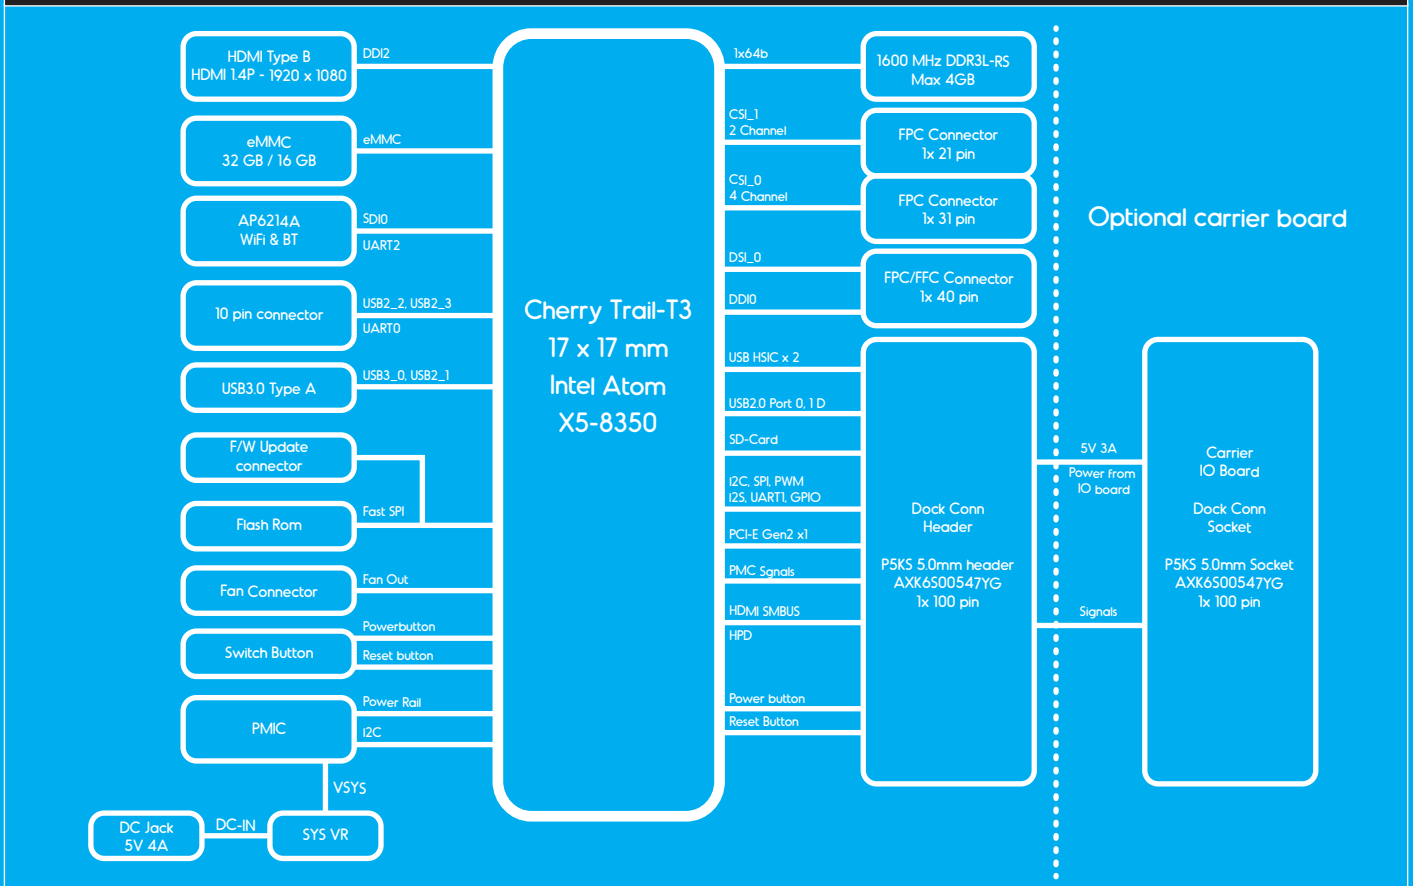 HDMI Type B
HDMI 1.4P - 1920 x 1080
DDI2
eMMC
32 GB / 16 GB
eMMC
AP6214A
WiFi & BT
SDI0
UART2
10 pin connector
USB2_2, USB2_3
UART0
USB3.0 Type A
USB3_0, USB2_1
F/W Update
connector
Flash Rom
Fast SPI
Fan Connector
Fan Out
Switch Button
Powerbutton
Reset button
PMIC
Power Rail
I2C
VSYS
DC Jack
5V 4A
DC-IN
SYS VR
Cherry Trail-T3
17 x 17 mm
Intel Atom
X5-8350
1x64b
1600 MHz DDR3L-RS
Max 4GB
CSI_1
2 Channel
FPC Connector
1x 21 pin
CSI_0
4 Channel
FPC Connector
1x 31 pin
DSI_0
DDI0
FPC/FFC Connector
1x 40 pin
USB HSIC x 2
USB2.0 Port 0, 1 D
SD-Card
I2C, SPI, PWM
I2S, UART1, GPIO
PCI-E Gen2 x1
PMC Sgnals
HDMI SMBUS
HPD
Power button
Reset Button
Dock Conn
Header
P5KS 5.0mm header
AXK6S00547YG
1x 100 pin
Optional carrier board
5V 3A
Power from
IO board
Signals
Carrier
IO Board
Dock Conn
Socket
P5KS 5.0mm Socket
AXK6S00547YG
1x 100 pin